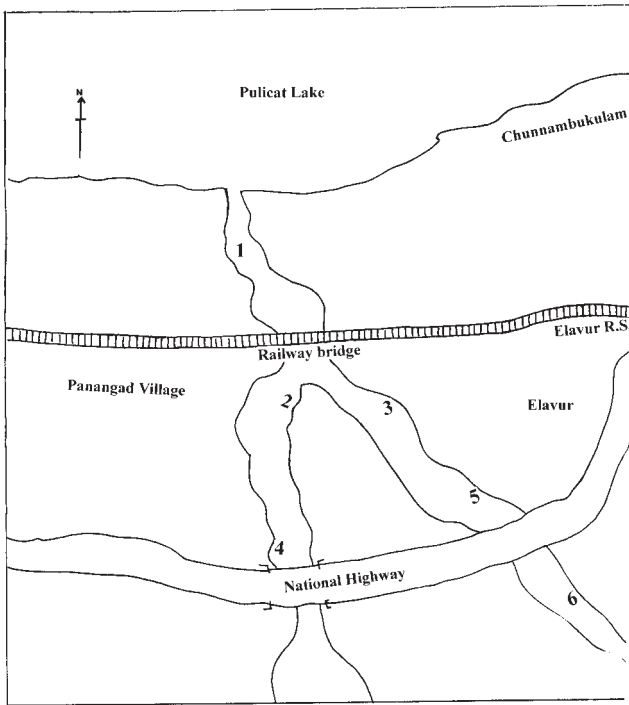 N
Pulicat Lake
Chunnambukulam
1
Elavur R.S
Railway bridge
Panangad Village
2
3
Elavur
5
4
National Highway
6